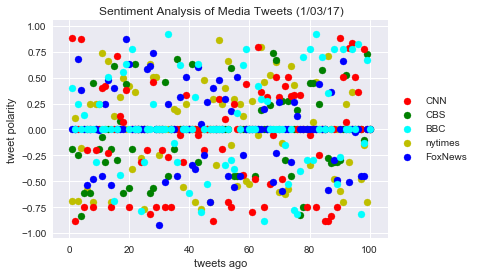 Sentiment Analysis of Media Tweets (1/03/17)
1.00
0.75
0.50
0.25
0.00
−0.25
−0.50
−0.75
−1.00
tweet polarity
0 20 40 60 80 100
tweets ago
CNN
CBS
BBC
nytimes
FoxNews